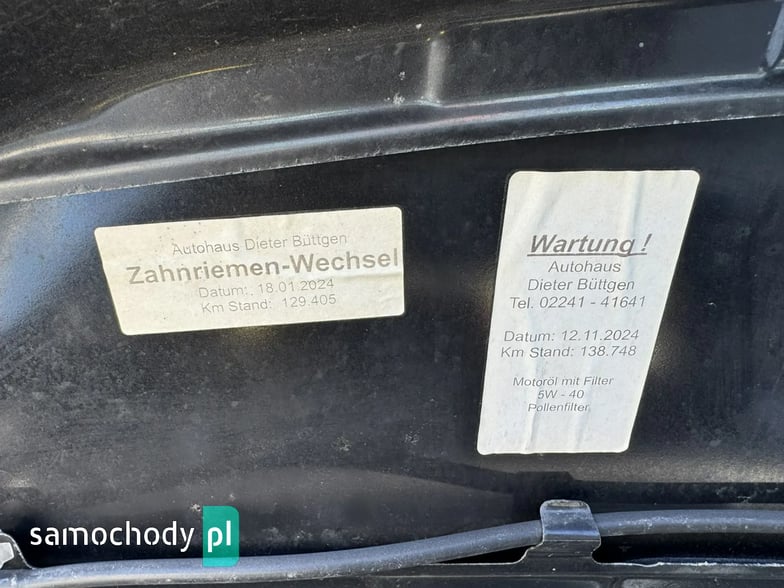 Autohaus Dieter Büttgen
Zahnriemen-Wechsel
Datum: 18.01.2024
Km Stand: 129.405
Wartung !
Autohaus
Dieter Büttgen
Tel. 02241 - 41641
Datum: 12.11.2024
Km Stand: 138.748
Motoröl mit Filter
5W - 40
Pollenfilter
samochody pl